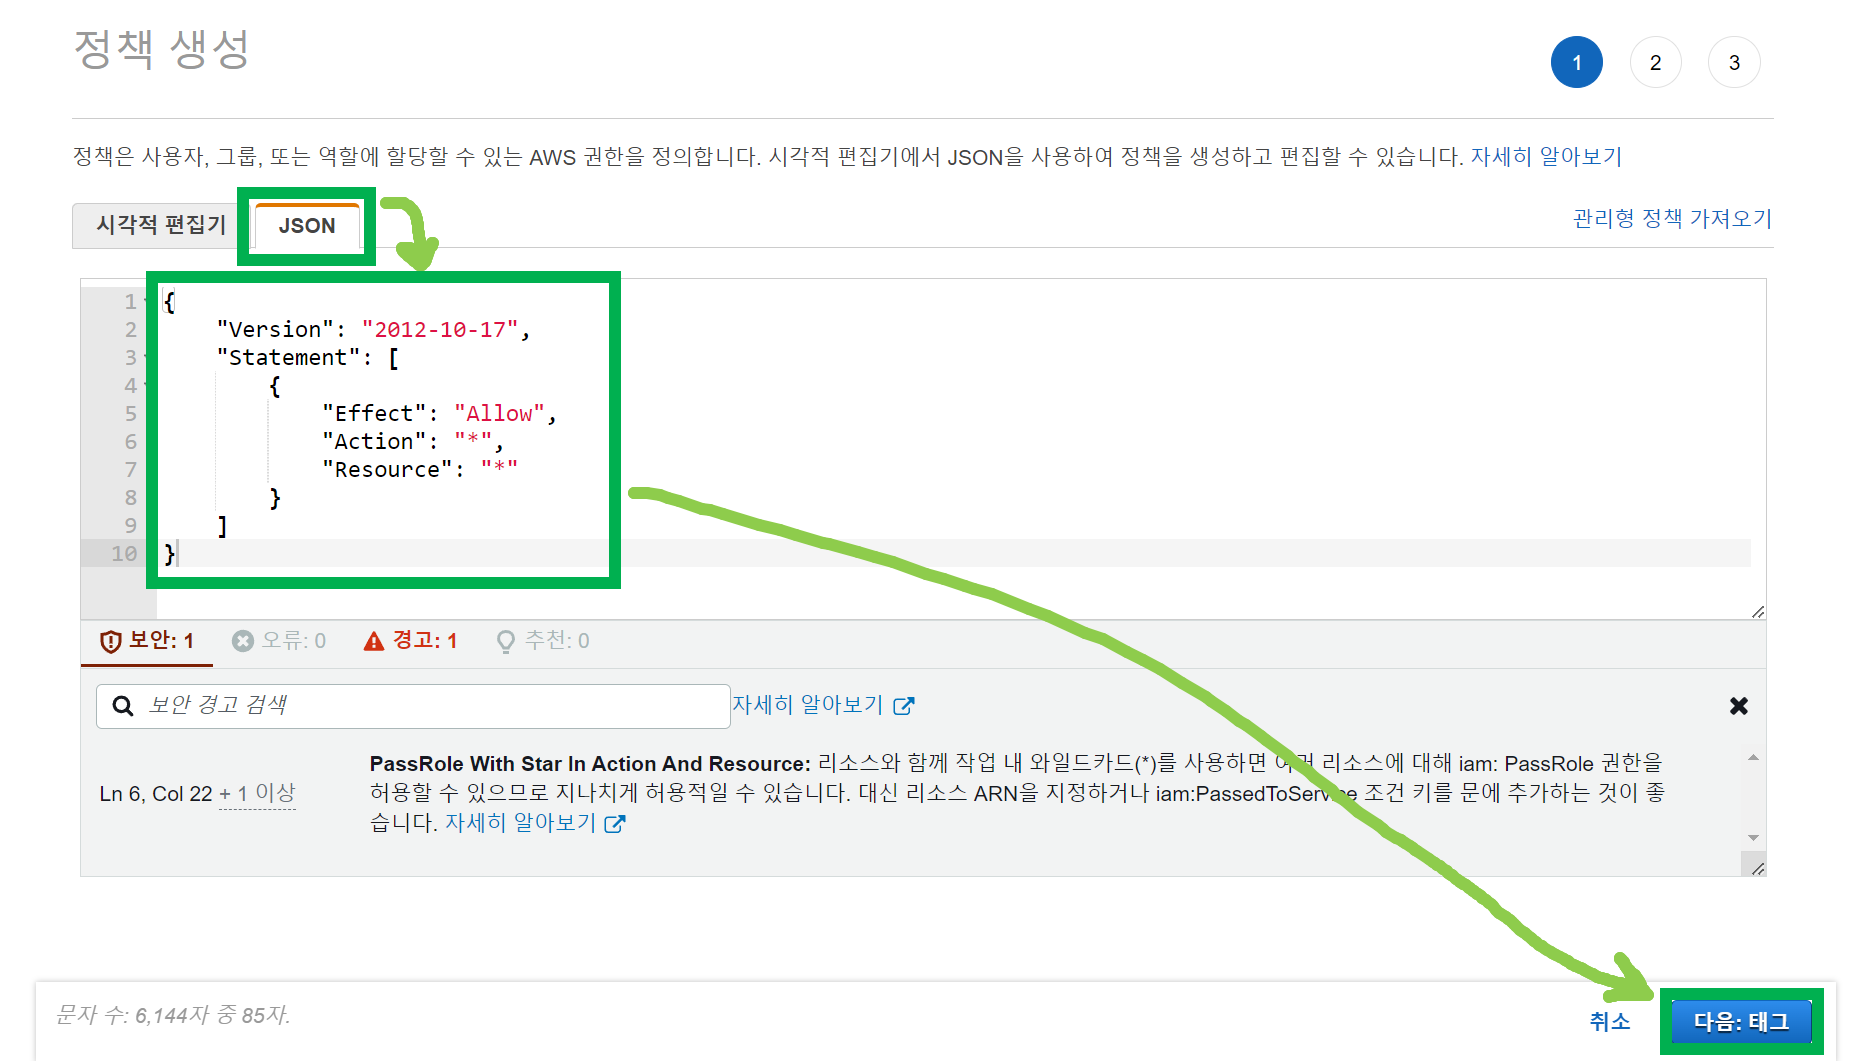 정책 생성
1 2 3
정책은 사용자, 그룹, 또는 역할에 할당할 수 있는 AWS 권한을 정의합니다. 시각적 편집기에서 JSON을 사용하여 정책을 생성하고 편집할 수 있습니다. 자세히 알아보기
시각적 편집기 JSON 관리형 정책 가져오기
1 {
2 "Version": "2012-10-17",
3 "Statement": [
4 {
5 "Effect": "Allow",
6 "Action": "*",
7 "Resource": "*"
8 }
9 ]
10 }
보안: 1 오류: 0 경고: 1 추천: 0
보안 경고 검색 자세히 알아보기
PassRole With Star In Action And Resource: 리소스와 함께 작업 내 와일드카드(*)를 사용하면 여러 리소스에 대해 iam: PassRole 권한을
Ln 6, Col 22 + 1 이상 허용할 수 있으므로 지나치게 허용적일 수 있습니다. 대신 리소스 ARN을 지정하거나 iam:PassedToService 조건 키를 문에 추가하는 것이 좋
습니다. 자세히 알아보기
문자 수: 6,144자 중 85자.
취소 다음: 태그